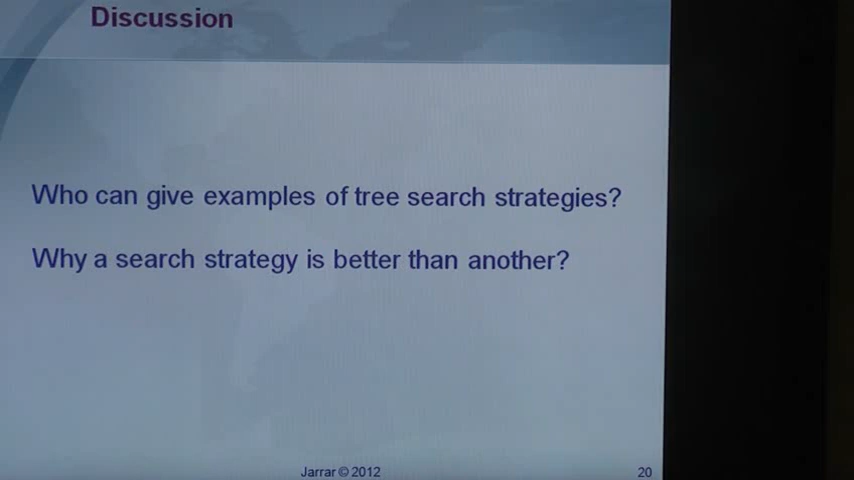 Discussion
Who can give examples of tree search strategies?
Why a search strategy is better than another?
Jarrar © 2012
20